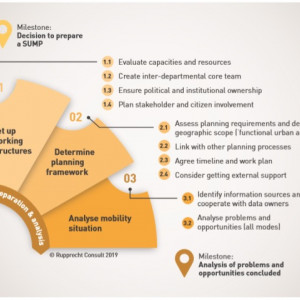 Milestone:
Decision to prepare
a SUMP
1.1 Evaluate capacities and resources
1.2 Create inter-departmental core team
1.3 Ensure political and institutional ownership
1.4 Plan stakeholder and citizen involvement
02
2.1 Assess planning requirements and de
geographic scope ( functional urban a
2.2 Link with other planning processes
2.3 Agree timeline and work plan
2.4 Consider getting external support
et up
orking
ructures
Determine
planning
framework
03
3.1 Identify information sources an
cooperate with data owners
3.2 Analyse problems and
opportunities (all modes)
Analyse mobility
situation
eparation & analysis
© Rupprecht Consult 2019
Milestone:
Analysis of problems and
opportunities concluded